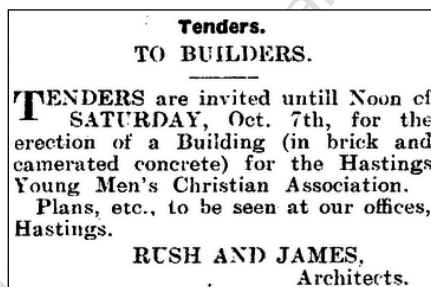 Tenders.
TO BUILDERS.
TENDERS are invited untill Noon of
SATURDAY, Oct. 7th, for the
erection of a Building (in brick and
camerated concrete) for the Hastings
Young Men's Christian Association.
Plans, etc., to be seen at our offices,
Hastings.
RUSH AND JAMES,
Architects.